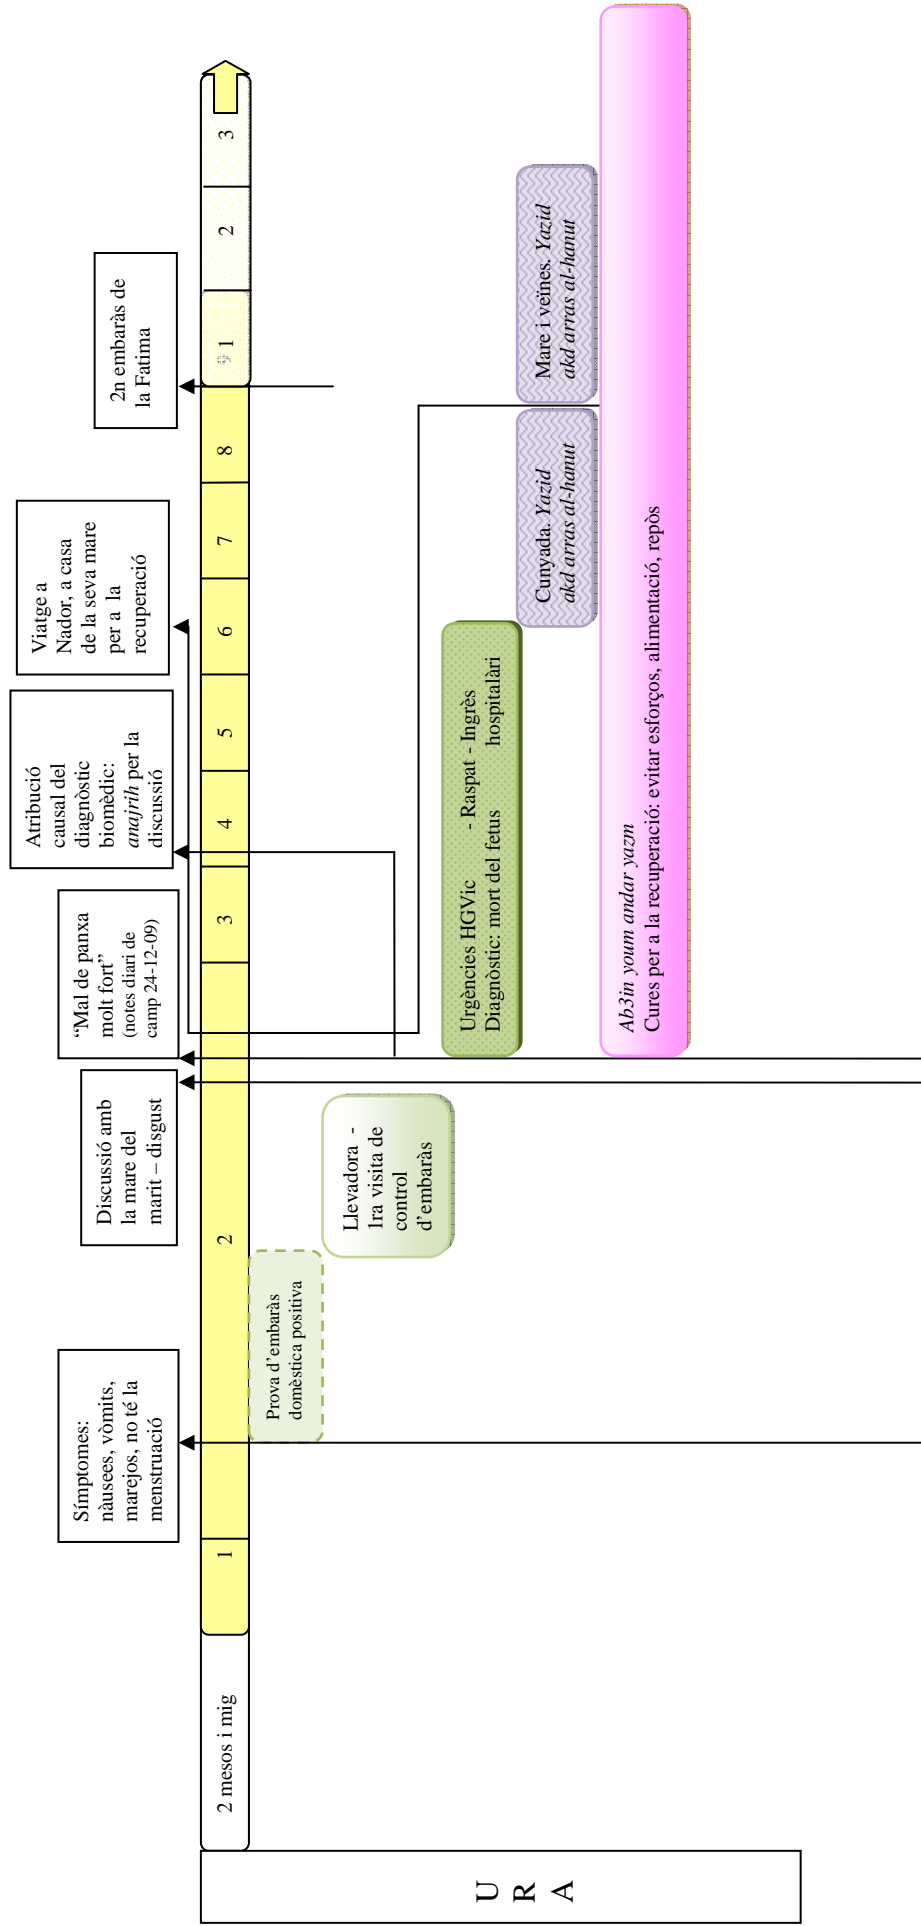 Símptomes:
nàusees, vòmits,
marejos, no té la
menstruació
Discussió amb
la mare del
marit – disgust
“Mal de panxa
molt fort”
(notes diari de
camp 24-12-09)
Atribució
causal del
diagnòstic
biomèdic:
anajrih per la
discussió
Viatge a
Nador, a casa
de la seva mare
per a la
recuperació
2n embaràs de
la Fatima
2 mesos i mig
1
2
3
4
5
6
7
8
1
2
3
Prova d’embaràs
domèstica positiva
Llevadora -
1ra visita de
control
d’embaràs
Urgències HGVic - Raspat - Ingrès
Diagnòstic: mort del fetus hospitalàri
Cunyada. Yazid
akd arras al-hanut
Mare i veïnes. Yazid
akd arras al-hanut
Ab3in youm andar yazm
Cures per a la recuperació: evitar esforços, alimentació, repòs
U
R
A